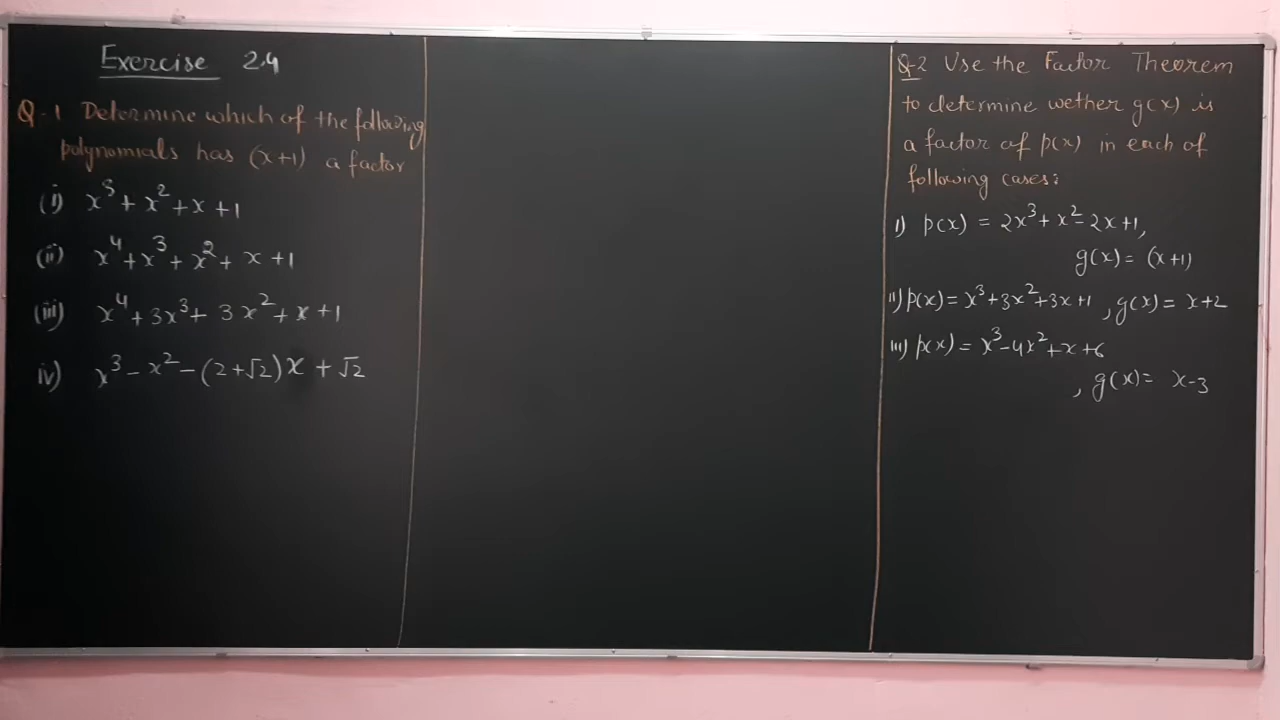 Exercise 2.4
Q-1 Determine which of the following
polynomials has (x+1) a factor
(i) x³ + x² + x + 1
(ii) x⁴ + x³ + x² + x + 1
(iii) x⁴ + 3x³ + 3x² + x + 1
iv) x³ - x² - (2+√2)x + √2
Q-2 Use the Factor Theorem
to determine wether g(x) is
a factor of p(x) in each of
following cases:
i) p(x) = 2x³ + x² - 2x + 1,
g(x) = (x+1)
ii) p(x) = x³ + 3x² + 3x + 1, g(x) = x+2
iii) p(x) = x³ - 4x² + x + 6
, g(x) = x-3